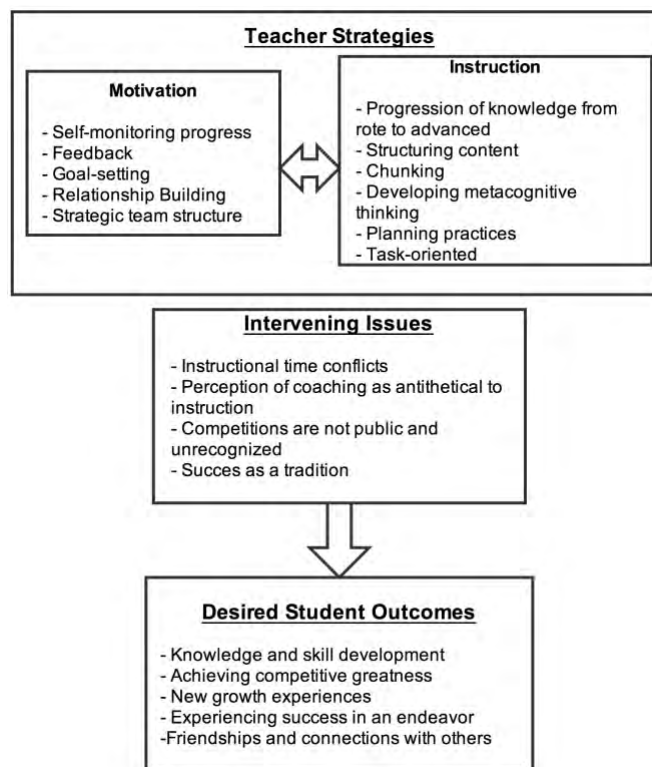 Teacher Strategies
Motivation
- Self-monitoring progress
- Feedback
- Goal-setting
- Relationship Building
- Strategic team structure
Instruction
- Progression of knowledge from
rote to advanced
- Structuring content
- Chunking
- Developing metacognitive
thinking
- Planning practices
- Task-oriented
Intervening Issues
- Instructional time conflicts
- Perception of coaching as antithetical to
instruction
- Competitions are not public and
unrecognized
- Succes as a tradition
Desired Student Outcomes
- Knowledge and skill development
- Achieving competitive greatness
- New growth experiences
- Experiencing success in an endeavor
-Friendships and connections with others